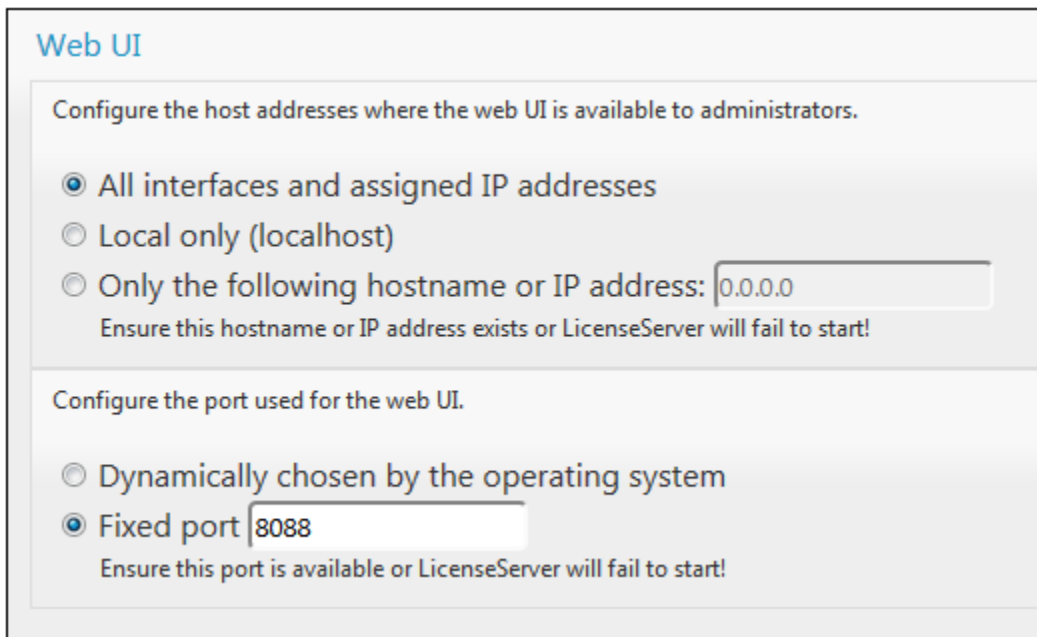 Web UI
Configure the host addresses where the web UI is available to administrators.
All interfaces and assigned IP addresses
Local only (localhost)
Only the following hostname or IP address: 0.0.0.0
Ensure this hostname or IP address exists or LicenseServer will fail to start!
Configure the port used for the web UI.
Dynamically chosen by the operating system
Fixed port 8088
Ensure this port is available or LicenseServer will fail to start!